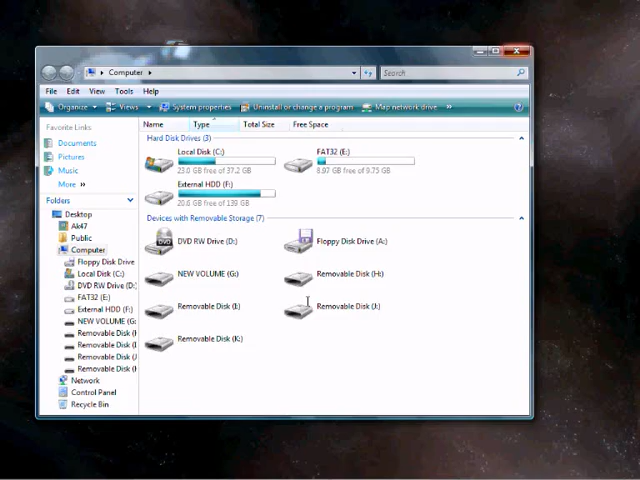 Computer
Search
File Edit View Tools Help
Organize Views System properties Uninstall or change a program Map network drive »
Favorite Links
Documents
Pictures
Music
More »
Folders
Desktop
Ak47
Public
Computer
Floppy Disk Drive
Local Disk (C:)
DVD RW Drive (D:
FAT32 (E:)
External HDD (F:)
NEW VOLUME (G:
Removable Disk (H
Removable Disk (I
Removable Disk (J
Removable Disk (K
Network
Control Panel
Recycle Bin
Name Type Total Size Free Space
Hard Disk Drives (3)
Local Disk (C:)
23.0 GB free of 37.2 GB
FAT32 (E:)
8.97 GB free of 9.75 GB
External HDD (F:)
20.6 GB free of 139 GB
Devices with Removable Storage (7)
DVD RW Drive (D:) Floppy Disk Drive (A:)
NEW VOLUME (G:) Removable Disk (H:)
Removable Disk (I:) Removable Disk (J:)
Removable Disk (K:)